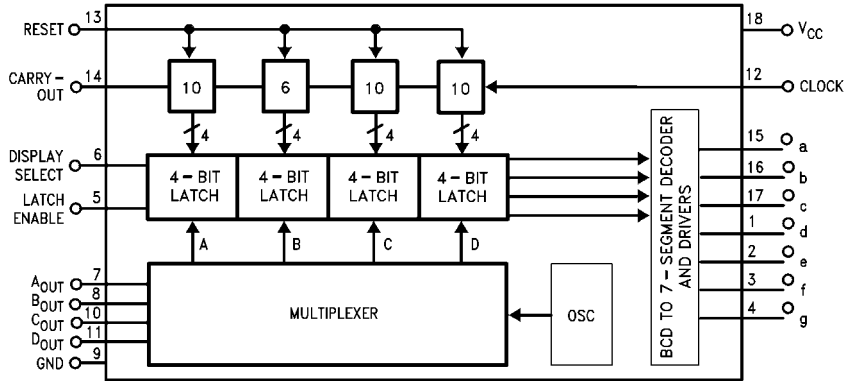 RESET 13
18 VCC
CARRY-OUT 14
10 6 10 10
12 CLOCK
4 4 4 4
DISPLAY SELECT 6
LATCH ENABLE 5
4-BIT LATCH
4-BIT LATCH
4-BIT LATCH
4-BIT LATCH
A B C D
MULTIPLEXER
OSC
BCD TO 7-SEGMENT DECODER
AND DRIVERS
15 a
16 b
17 c
1 d
2 e
3 f
4 g
AOUT 7
BOUT 8
COUT 10
DOUT 11
GND 9